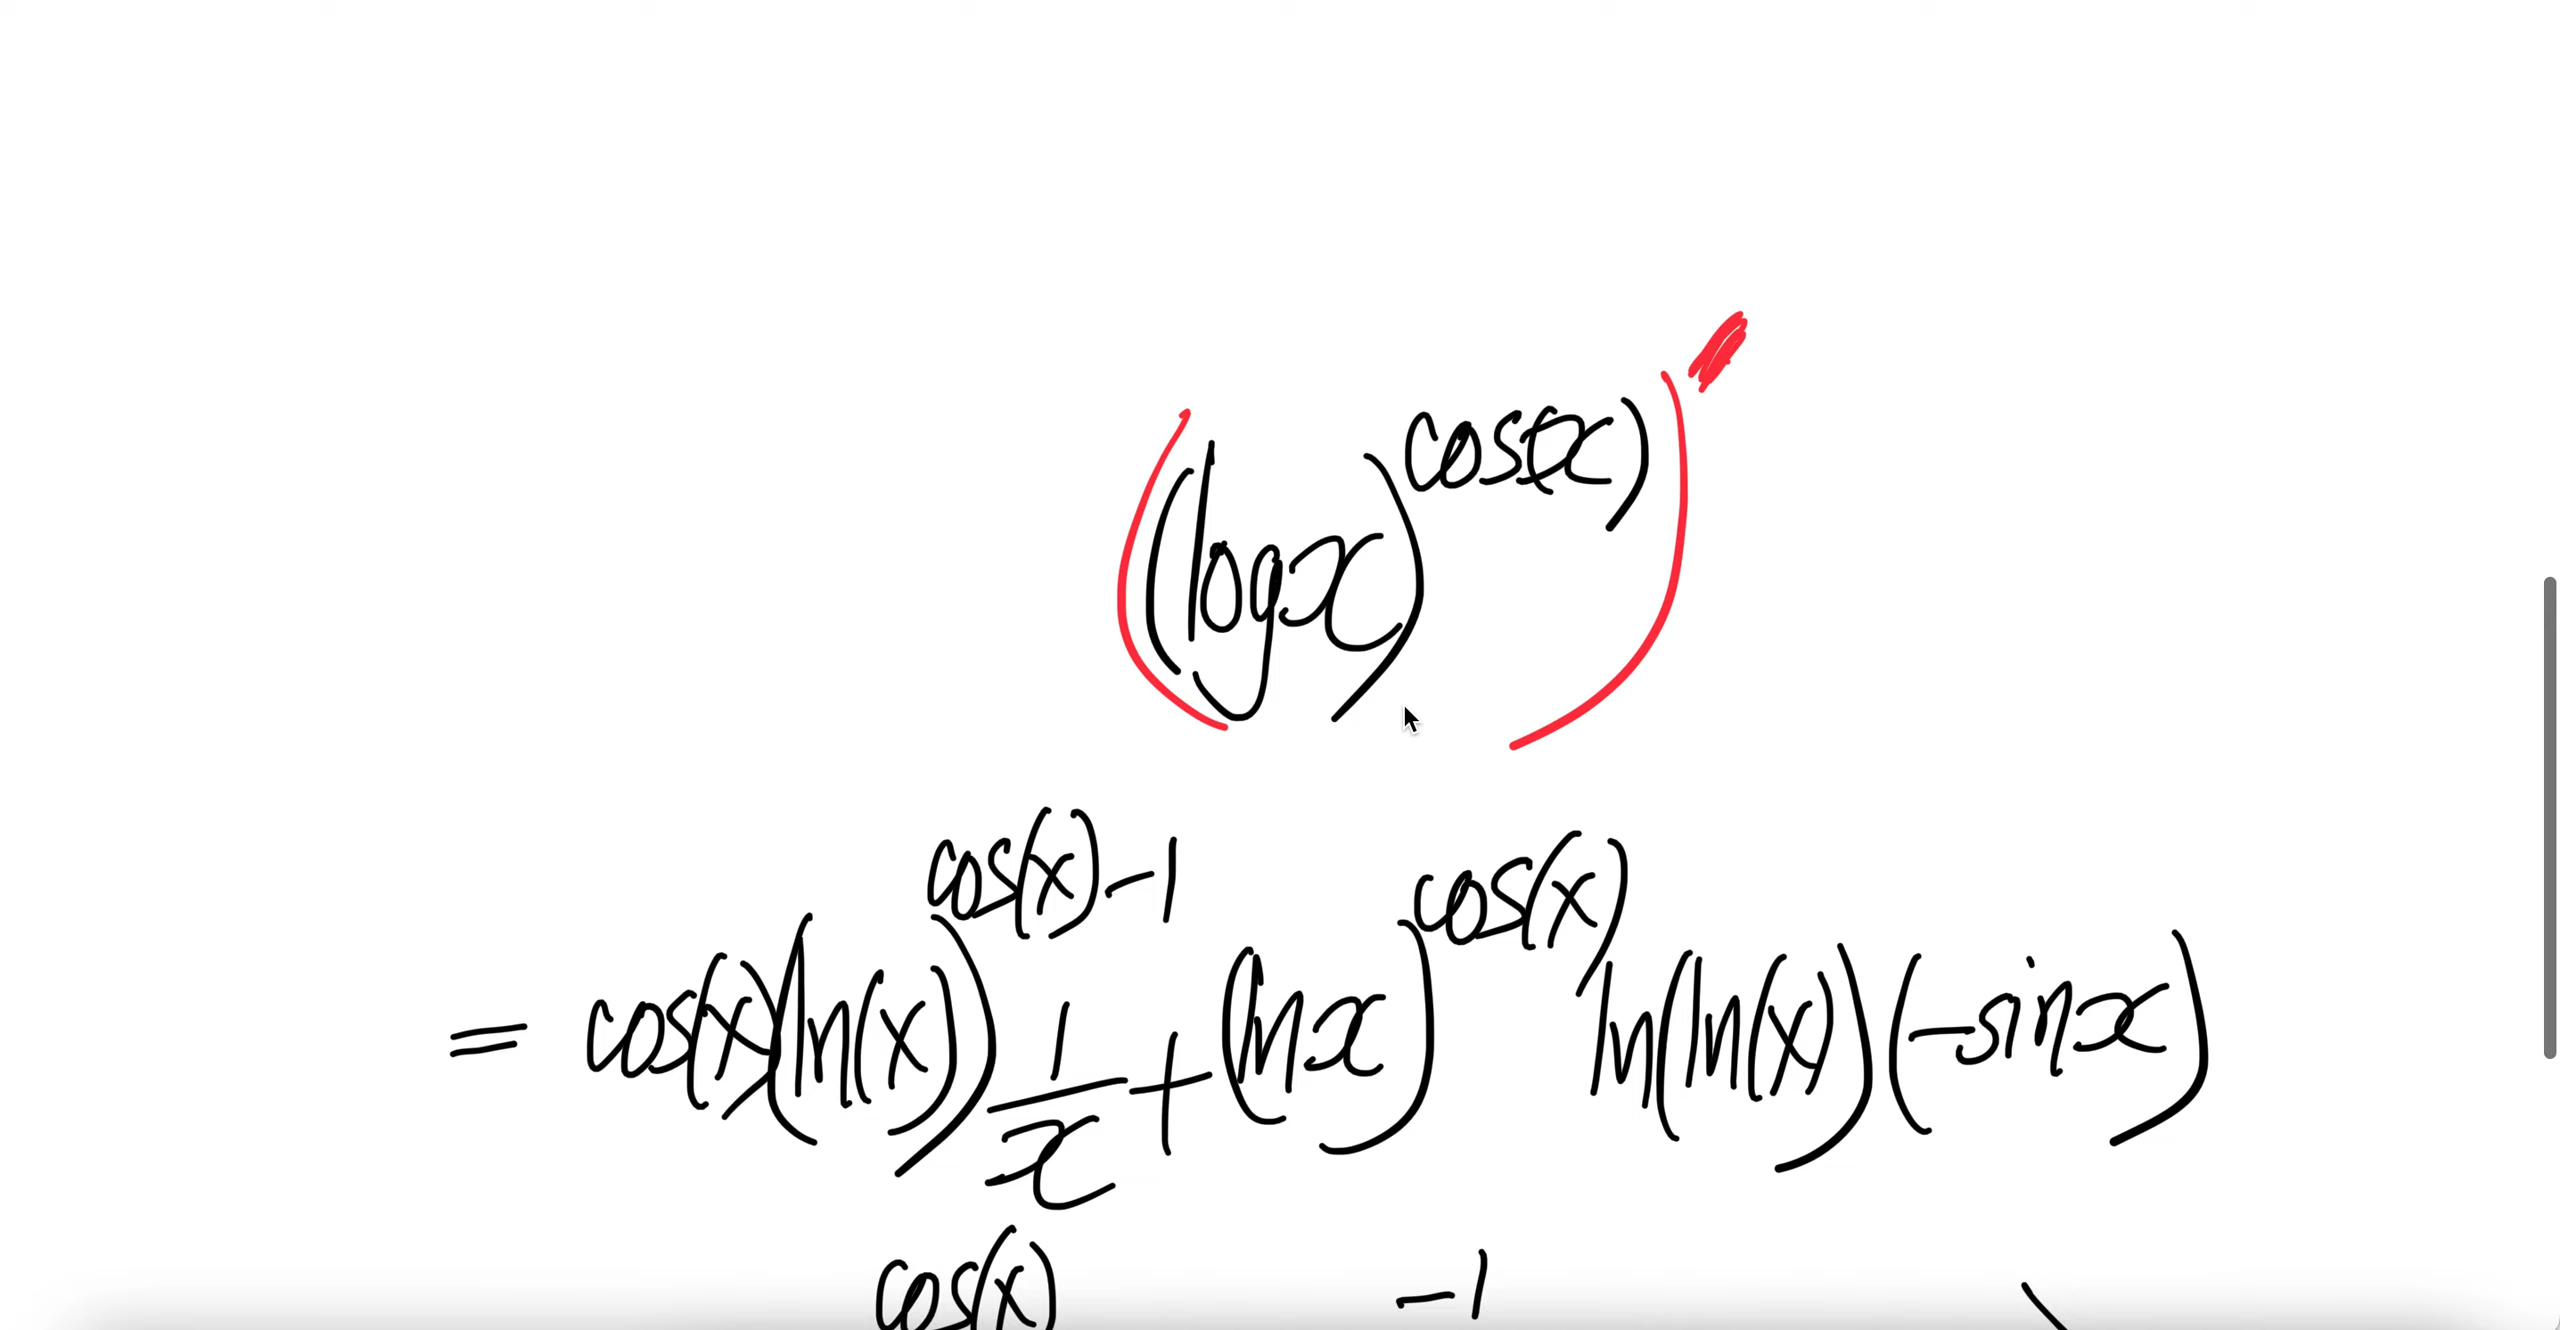 ((log x)^cos(x))'
= cos(x)(ln(x))^cos(x)-1 1/x + (ln x)^cos(x) ln(ln(x))(-sin x)
cos(x) -1